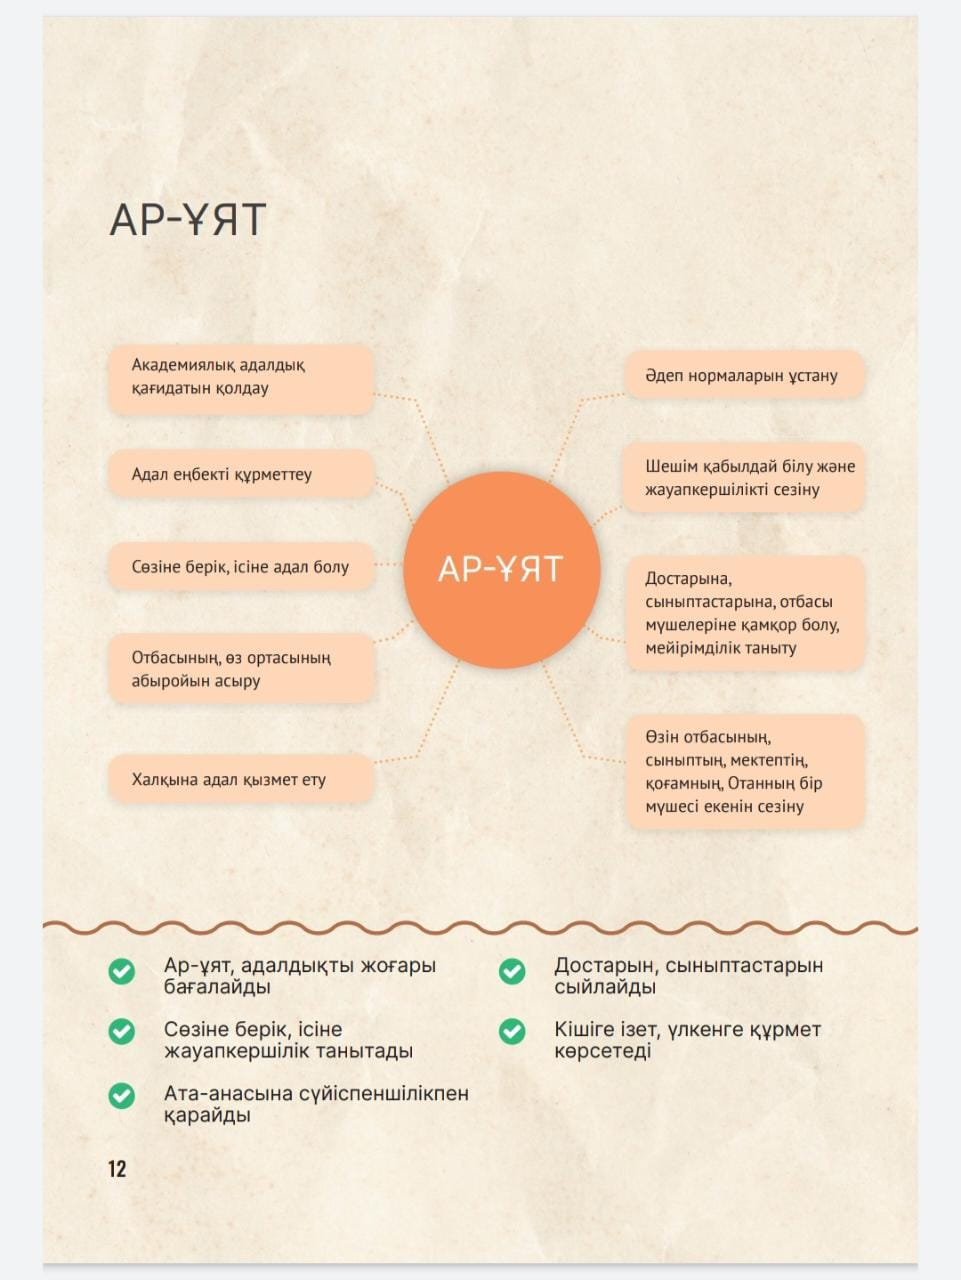 АР-ҰЯТ
Академиялық адалдық
қағидатын қолдау
Адал еңбекті құрметтеу
Сөзіне берік, ісіне адал болу
Отбасының, өз ортасының
абыройын асыру
Халқына адал қызмет ету
АР-ҰЯТ
Әдеп нормаларын ұстану
Шешім қабылдай білу және
жауапкершілікті сезіну
Достарына,
сыныптастарына, отбасы
мүшелеріне қамқор болу,
мейірімділік таныту
Өзін отбасының,
сыныптың, мектептің,
қоғамның, Отанның бір
мүшесі екенін сезіну
Ар-ұят, адалдықты жоғары
бағалайды
Сөзіне берік, ісіне
жауапкершілік танытады
Ата-анасына сүйіспеншілікпен
қарайды
Достарын, сыныптастарын
сыйлайды
Кішіге ізет, үлкенге құрмет
көрсетеді
12